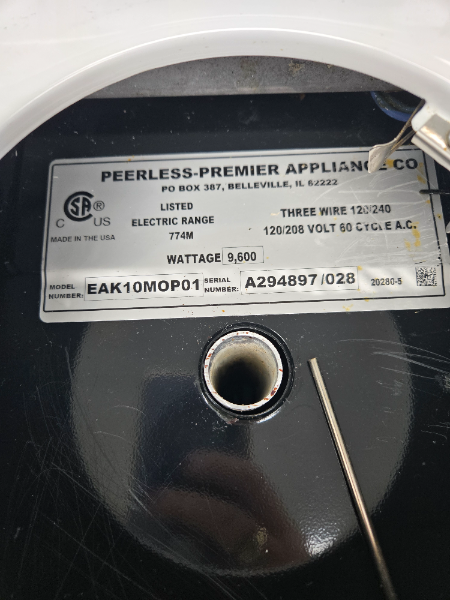 PEERLESS-PREMIER APPLIANCE CO
PO BOX 387, BELLEVILLE, IL 62222
CSA ®
C US
MADE IN THE USA
LISTED
ELECTRIC RANGE
774M
THREE WIRE 120/240
120/208 VOLT 60 CYCLE A.C.
WATTAGE 9,600
MODEL NUMBER: EAK10MOP01 SERIAL NUMBER: A294897/028 20280-5